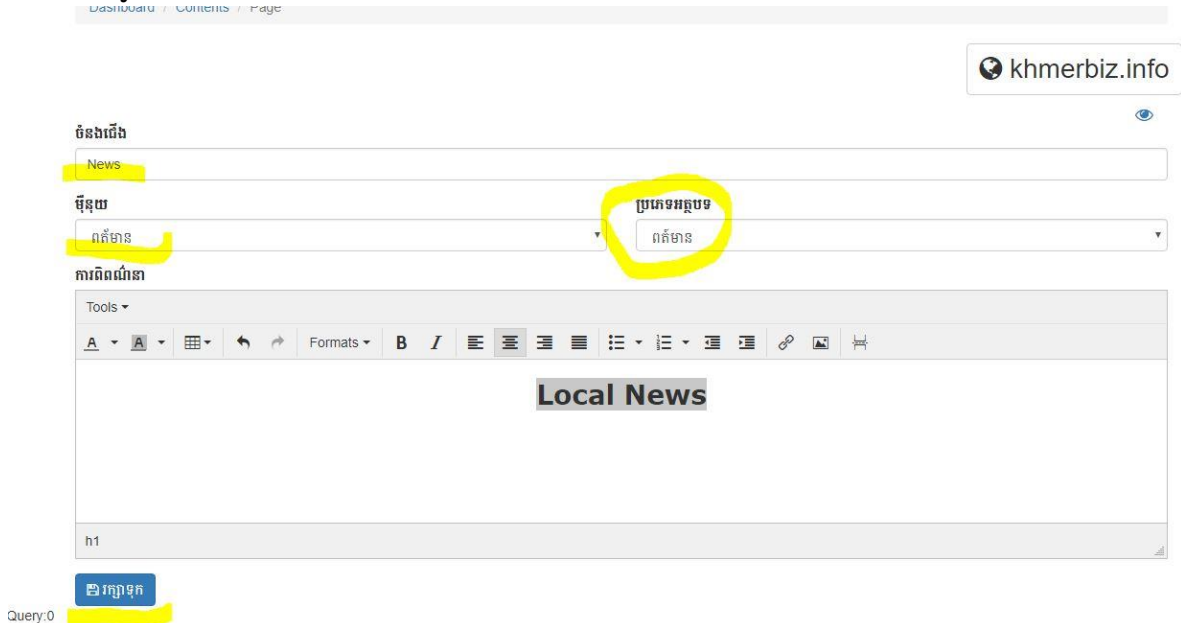 Dashboard / Contents / Page
khmerbiz.info
ចំនងជើង
News
ម៉ឺនុយ
ប្រភេទអត្ថបទ
ពត៌មាន
ពត៌មាន
ការពិពណ៌នា
Tools
A A Formats B I
Local News
h1
រក្សាទុក
Query:0